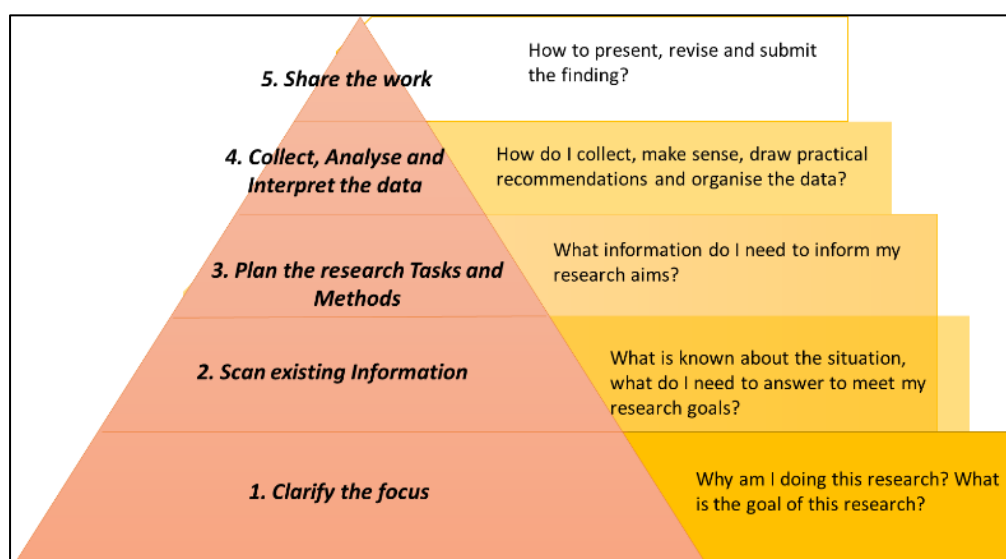 5. Share the work
How to present, revise and submit
the finding?
4. Collect, Analyse and
Interpret the data
How do I collect, make sense, draw practical
recommendations and organise the data?
3. Plan the research Tasks and
Methods
What information do I need to inform my
research aims?
2. Scan existing Information
What is known about the situation,
what do I need to answer to meet my
research goals?
1. Clarify the focus
Why am I doing this research? What
is the goal of this research?